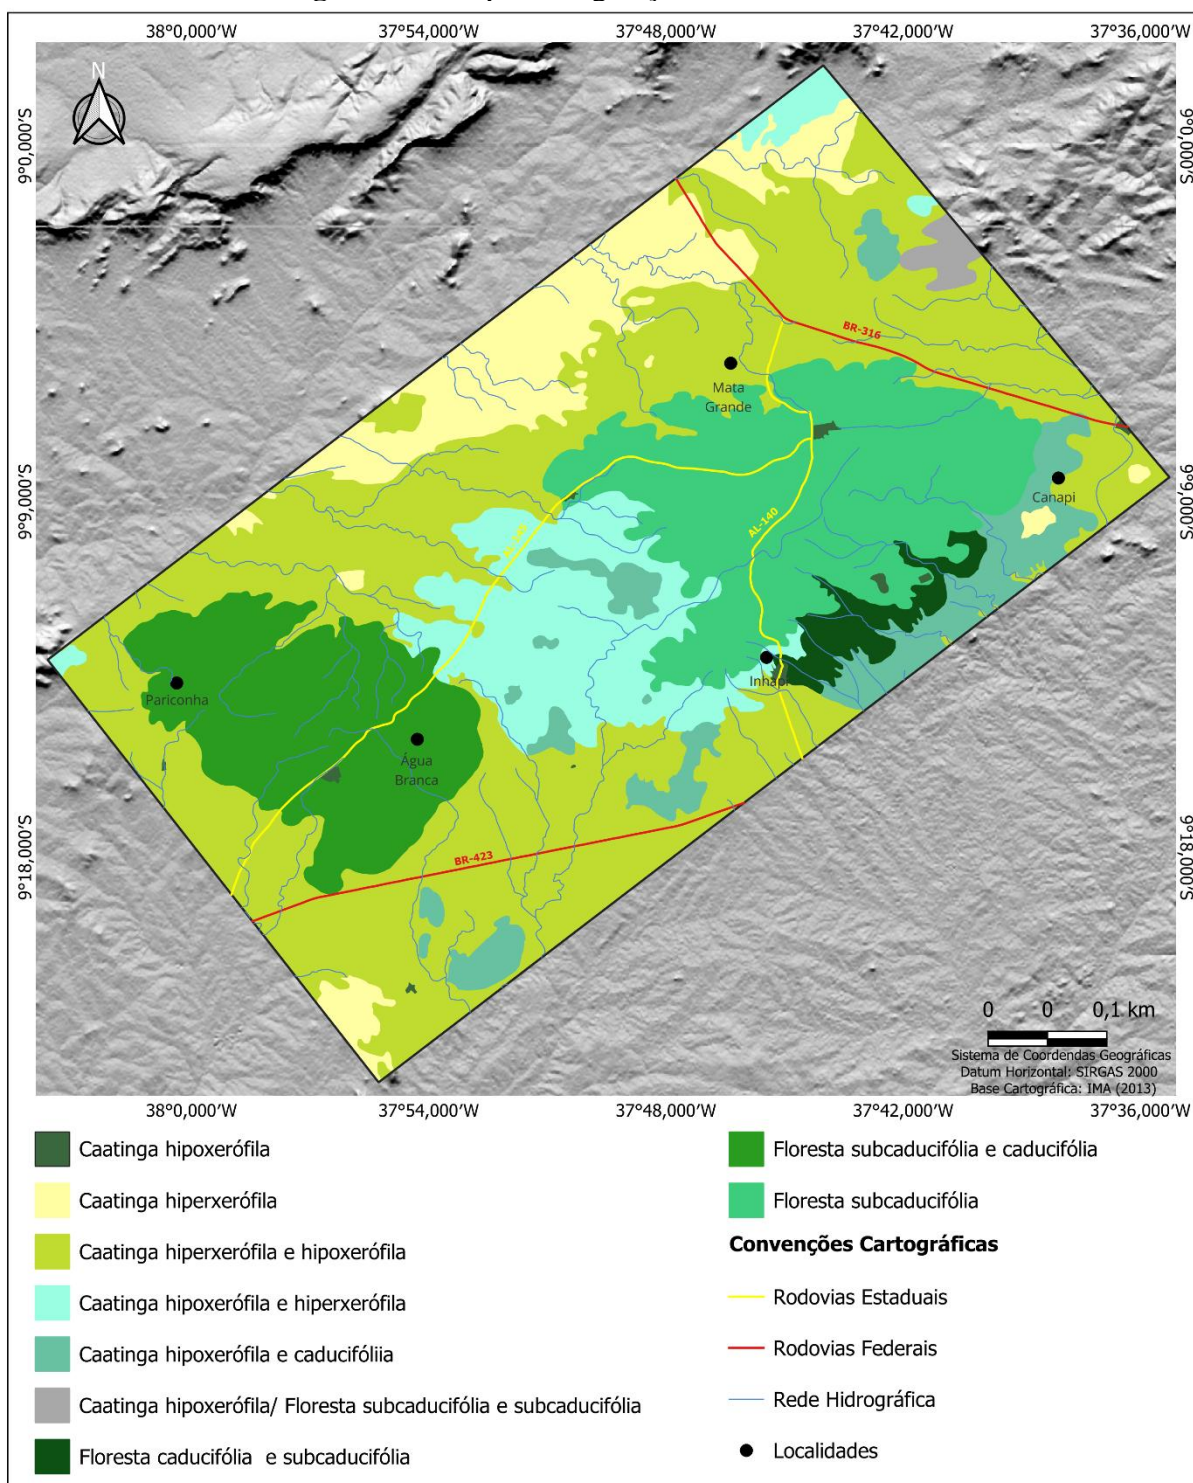 38°0,000'W 37°54,000'W 37°48,000'W 37°42,000'W 37°36,000'W
N
9°0,000'S 9°0,000'S
BR-316
Mata
Grande
Canapi
9°9,000'S 9°9,000'S
AL-140
Inhapi
Pariconha
Água
Branca
BR-423
9°18,000'S 9°18,000'S
0 0 0,1 km
Sistema de Coordendas Geográficas
Datum Horizontal: SIRGAS 2000
Base Cartográfica: IMA (2013)
38°0,000'W 37°54,000'W 37°48,000'W 37°42,000'W 37°36,000'W
Caatinga hipoxerófila
Caatinga hiperxerófila
Caatinga hiperxerófila e hipoxerófila
Caatinga hipoxerófila e hiperxerófila
Caatinga hipoxerófila e caducifóliia
Caatinga hipoxerófila/ Floresta subcaducifólia e subcaducifólia
Floresta caducifólia e subcaducifólia
Floresta subcaducifólia e caducifólia
Floresta subcaducifólia
Convenções Cartográficas
Rodovias Estaduais
Rodovias Federais
Rede Hidrográfica
Localidades